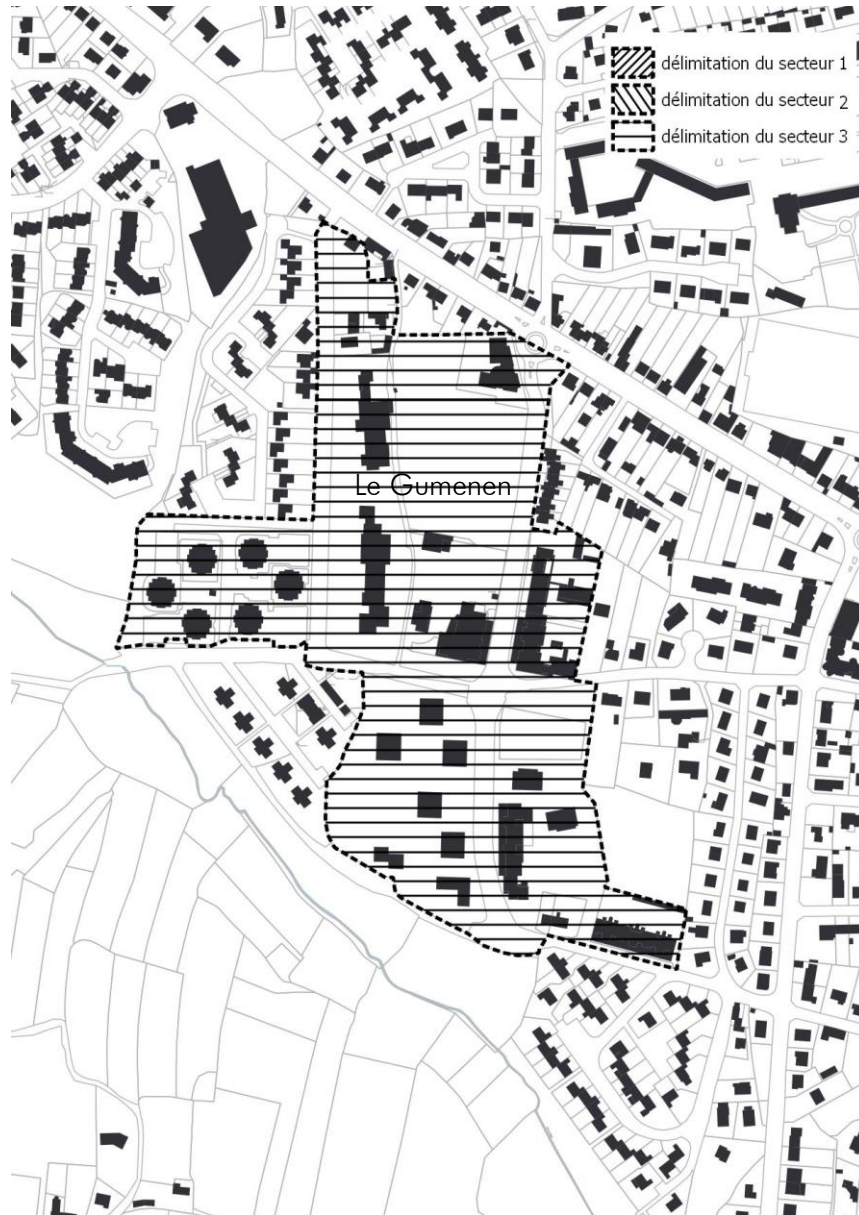 délimitation du secteur 1
délimitation du secteur 2
délimitation du secteur 3
Le Gumenen